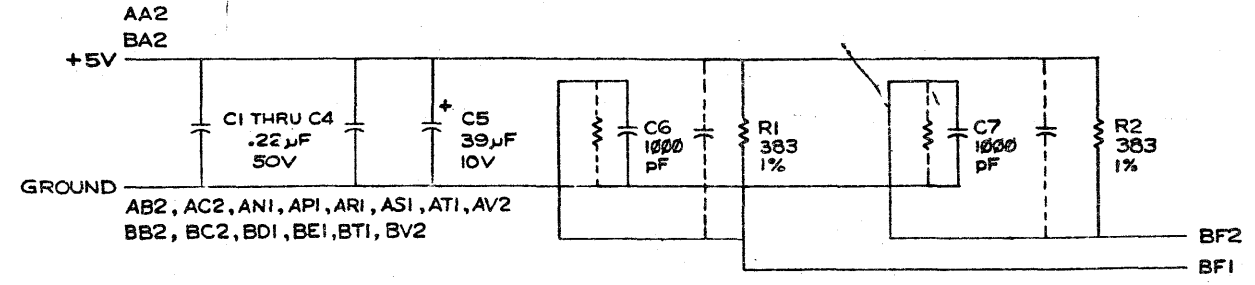 AA2
BA2
+5V
C1 THRU C4
.22µF
50V
+
C5
39µF
10V
C6
1000
pF
R1
383
1%
C7
1000
pF
R2
383
1%
GROUND
AB2, AC2, AN1, AP1, AR1, AS1, AT1, AV2
BB2, BC2, BD1, BE1, BT1, BV2
BF2
BF1